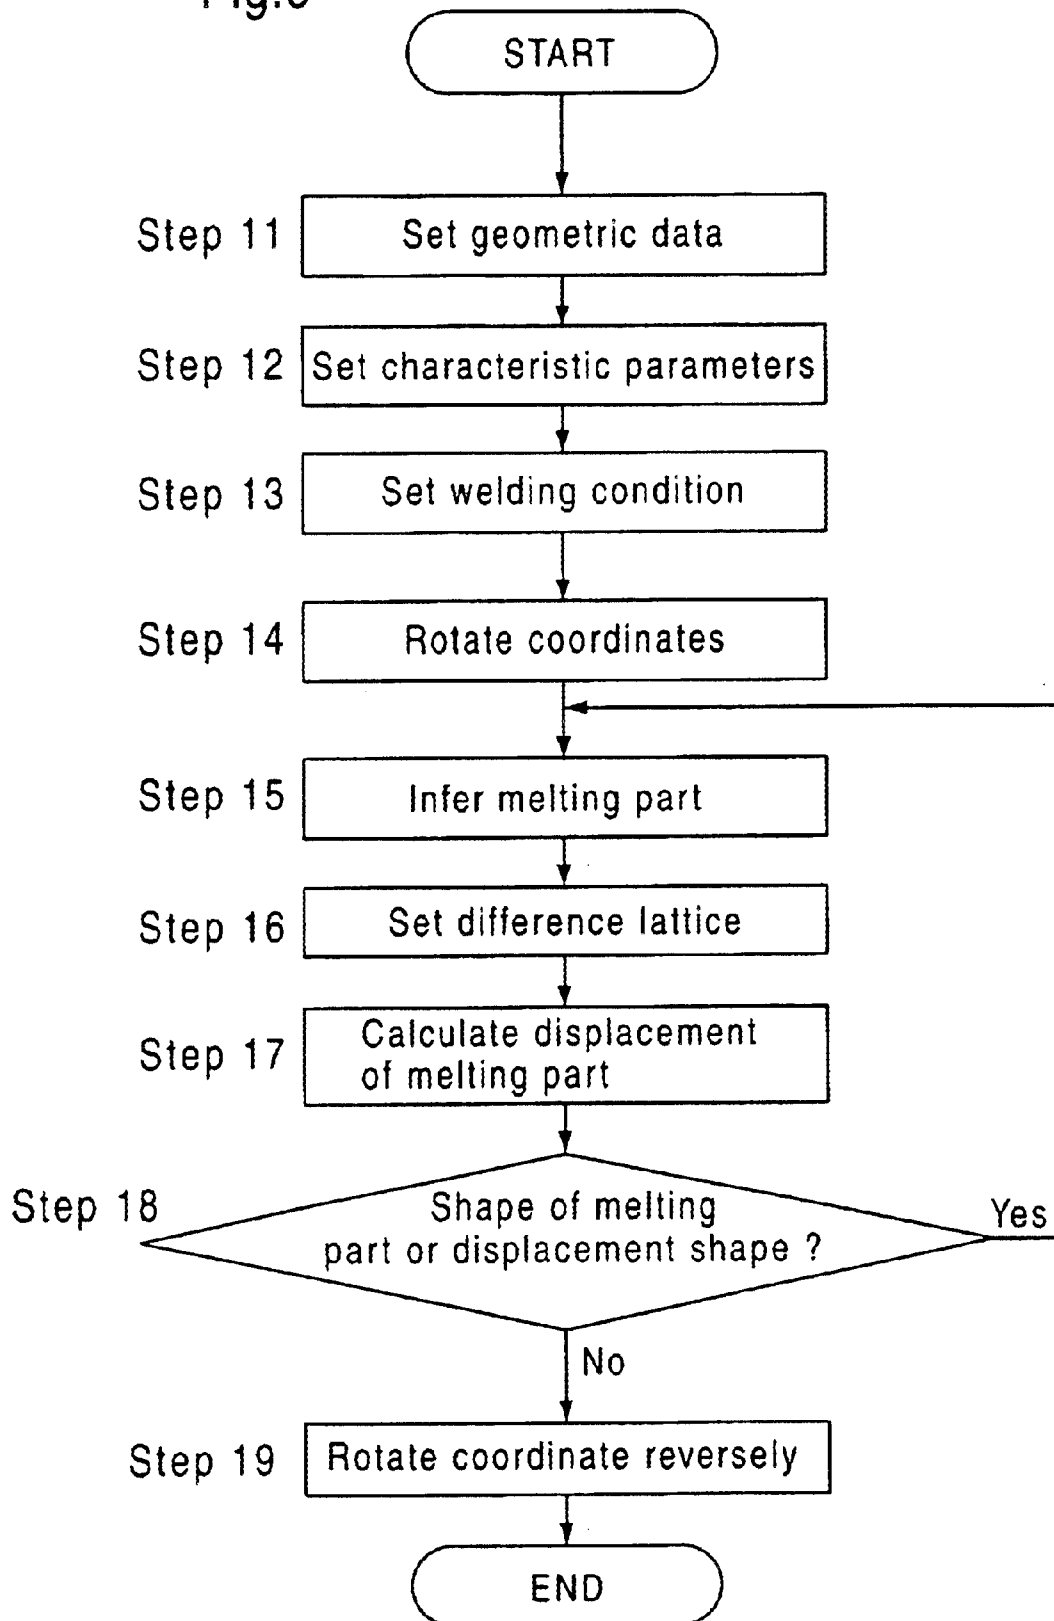 START
Step 11
Set geometric data
Step 12
Set characteristic parameters
Step 13
Set welding condition
Step 14
Rotate coordinates
Step 15
Infer melting part
Step 16
Set difference lattice
Step 17
Calculate displacement
of melting part
Step 18
Shape of melting
part or displacement shape ?
Yes
No
Step 19
Rotate coordinate reversely
END